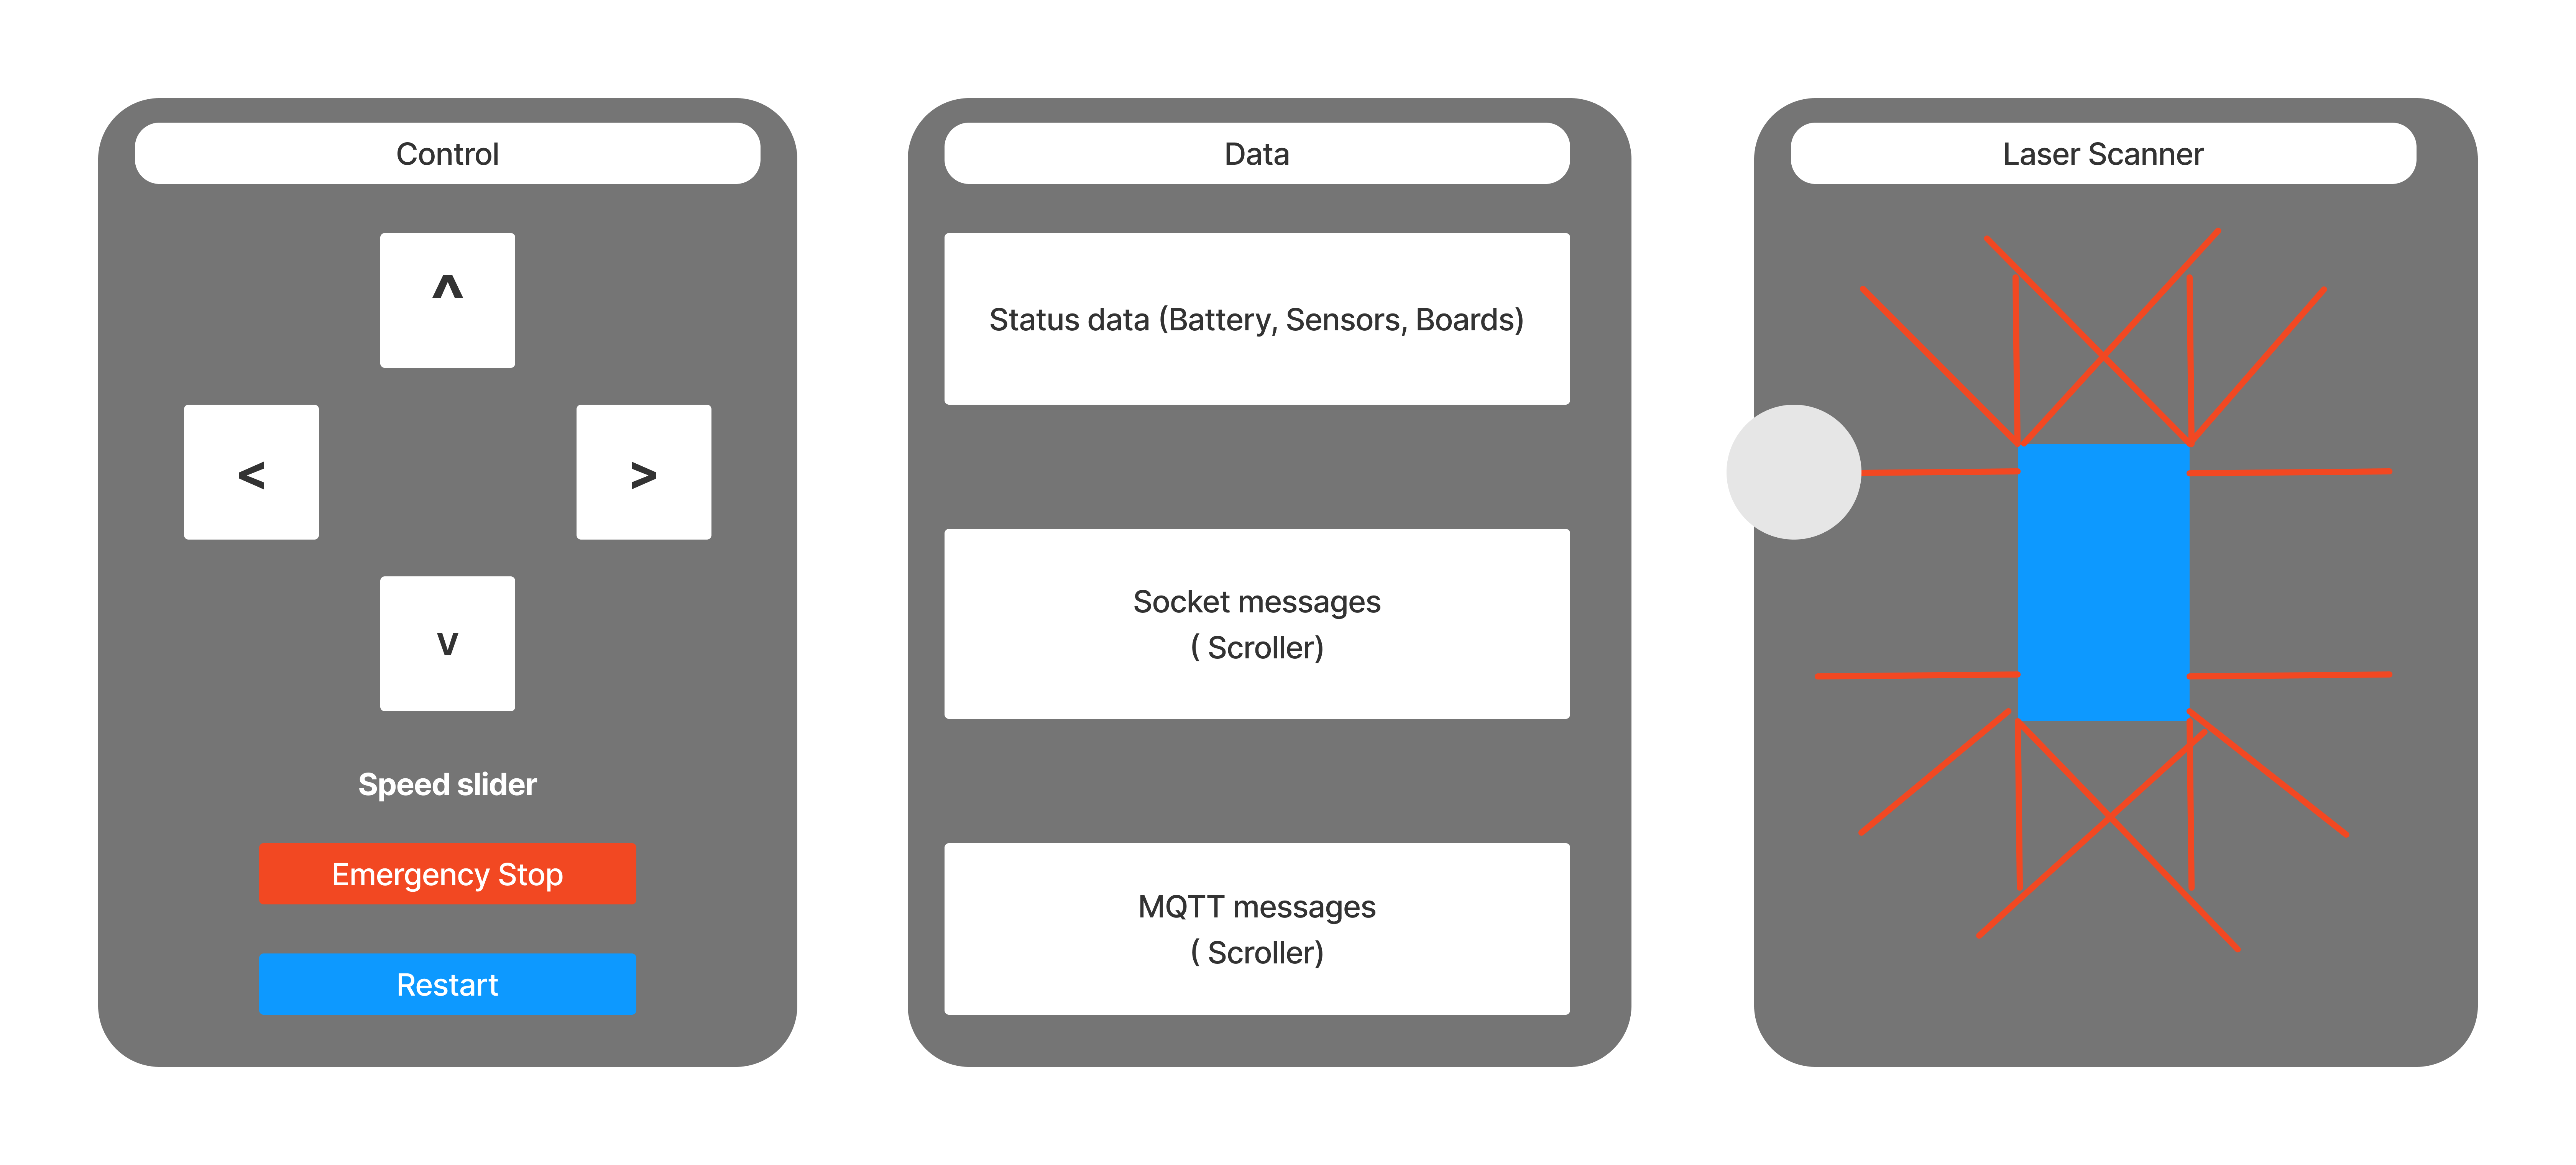 Control
^
<
>
v
Speed slider
Emergency Stop
Restart
Data
Status data (Battery, Sensors, Boards)
Socket messages
( Scroller)
MQTT messages
( Scroller)
Laser Scanner